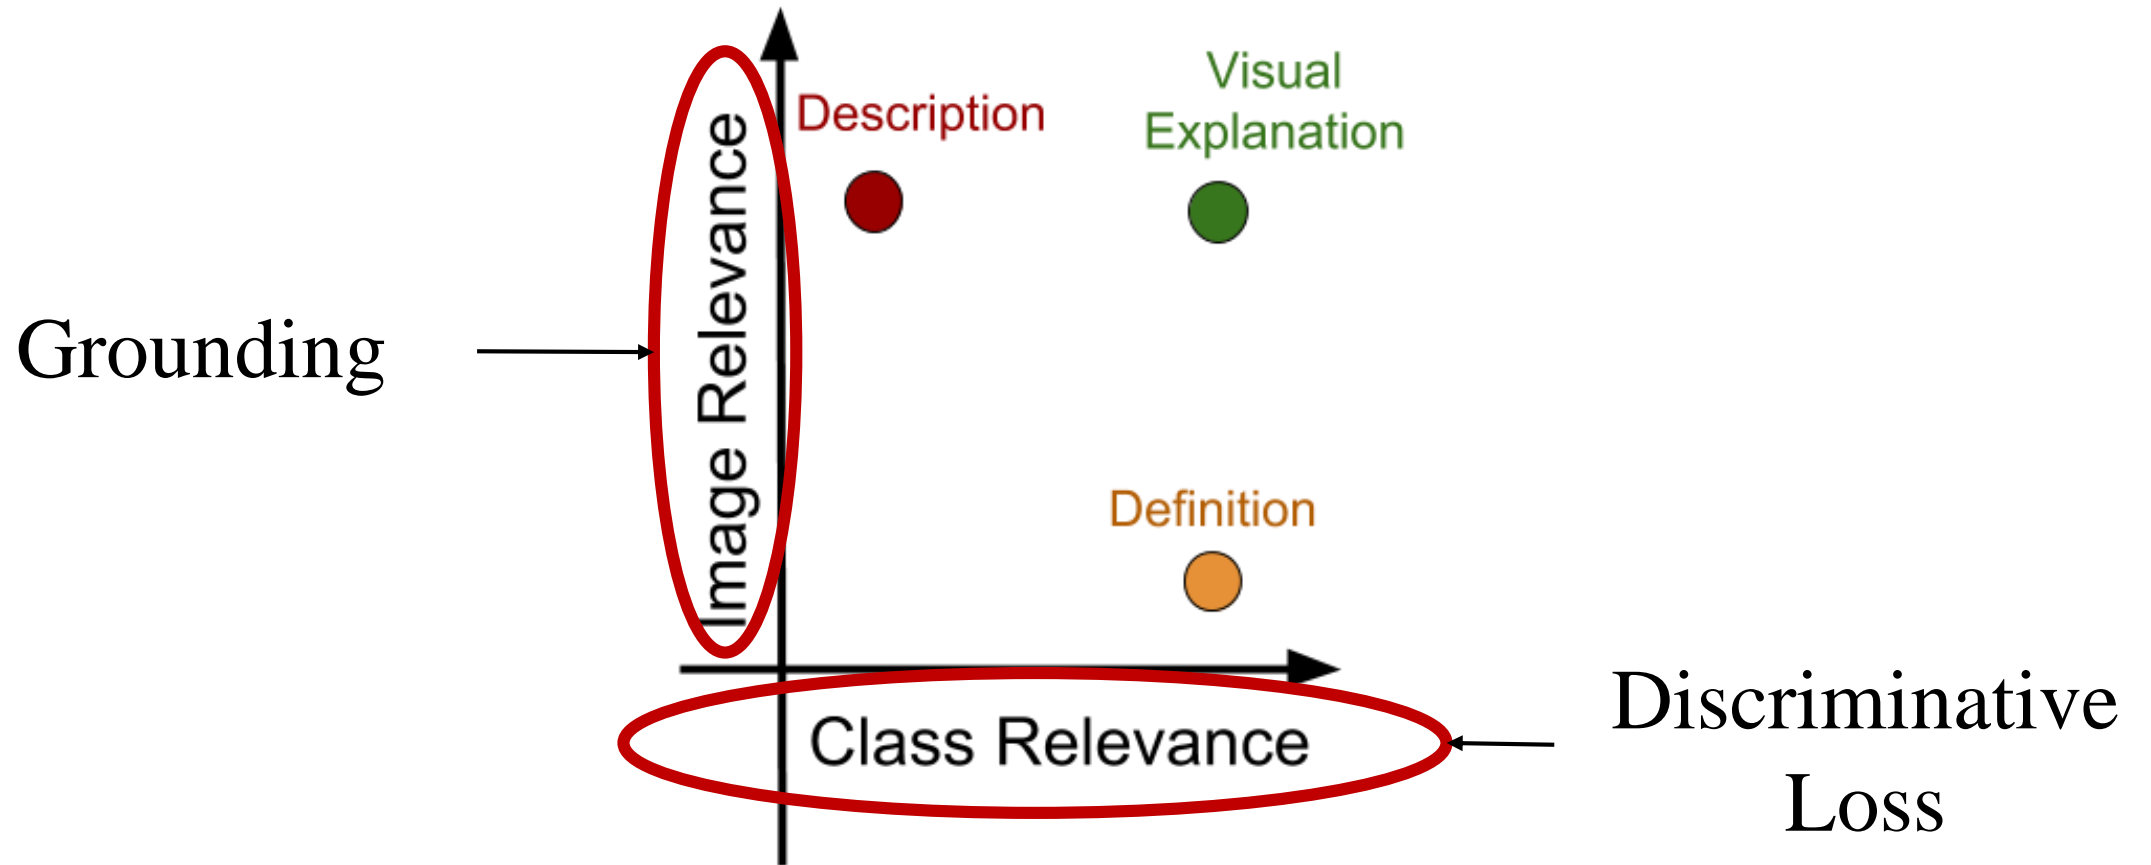 Visual
Explanation
Description
Image Relevance
Grounding
Definition
Class Relevance
Discriminative
Loss